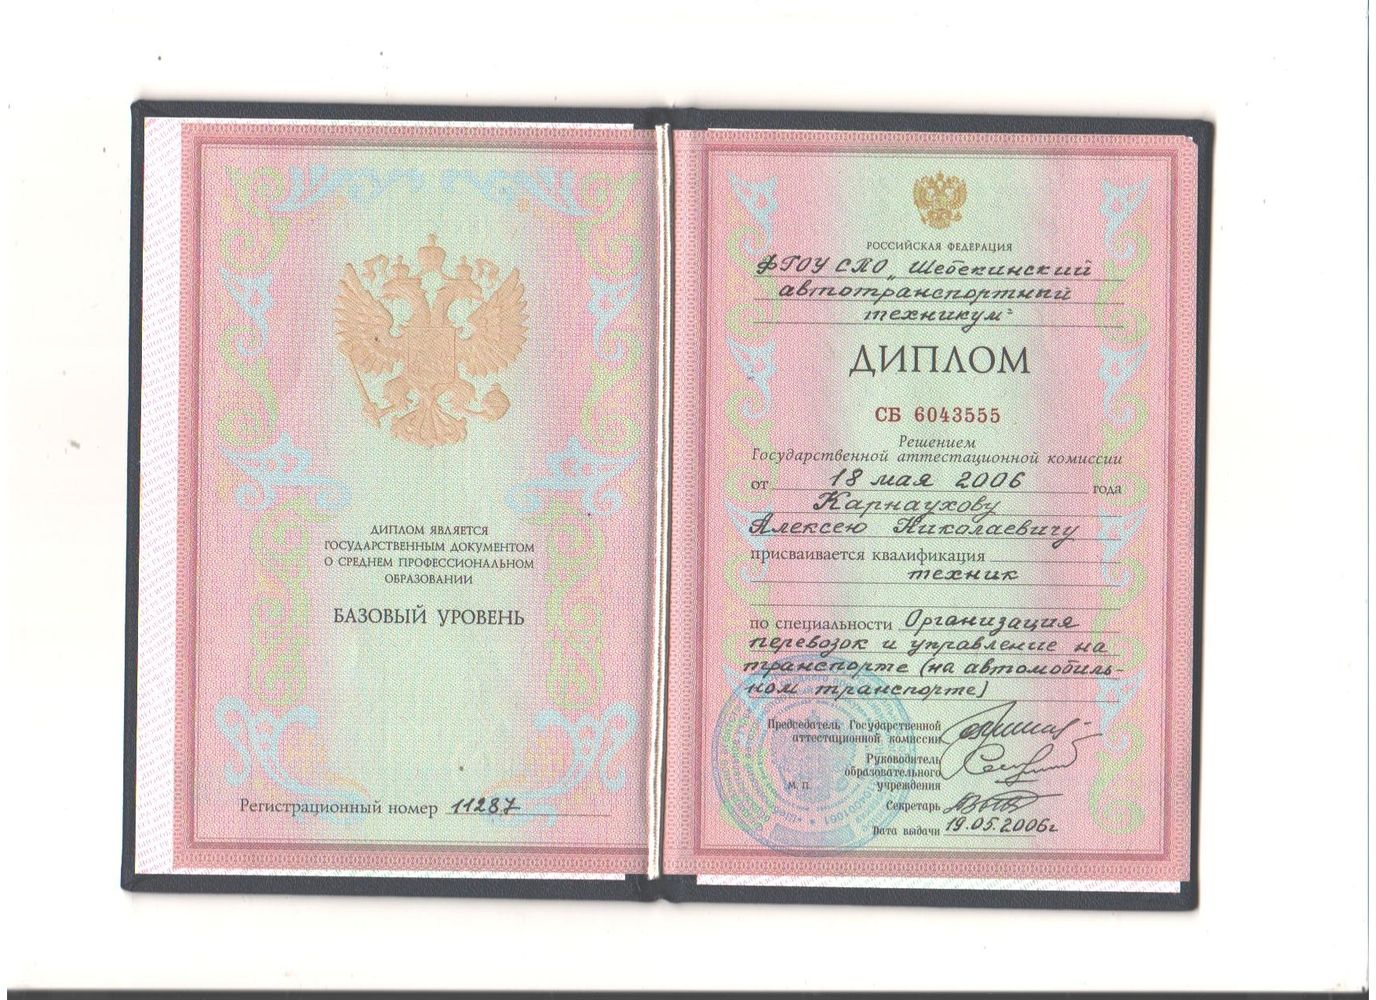 ДИПЛОМ ЯВЛЯЕТСЯ
ГОСУДАРСТВЕННЫМ ДОКУМЕНТОМ
О СРЕДНЕМ ПРОФЕССИОНАЛЬНОМ
ОБРАЗОВАНИИ
БАЗОВЫЙ УРОВЕНЬ
Регистрационный номер 11287
РОССИЙСКАЯ ФЕДЕРАЦИЯ
ФГОУ СПО „Шебекинский
автотранспортный
техникум"
ДИПЛОМ
СБ 6043555
Решением
Государственной аттестационной комиссии
от 18 мая 2006 года
Карнаухову
Алексею Николаевичу
присваивается квалификация
техник
по специальности Организация
перевозок и управление на
транспорте (на автомобиль-
ном транспорте)
Председатель Государственной
аттестационной комиссии
Руководитель
образовательного
учреждения
М. П.
Секретарь
Дата выдачи 19.05.2006г